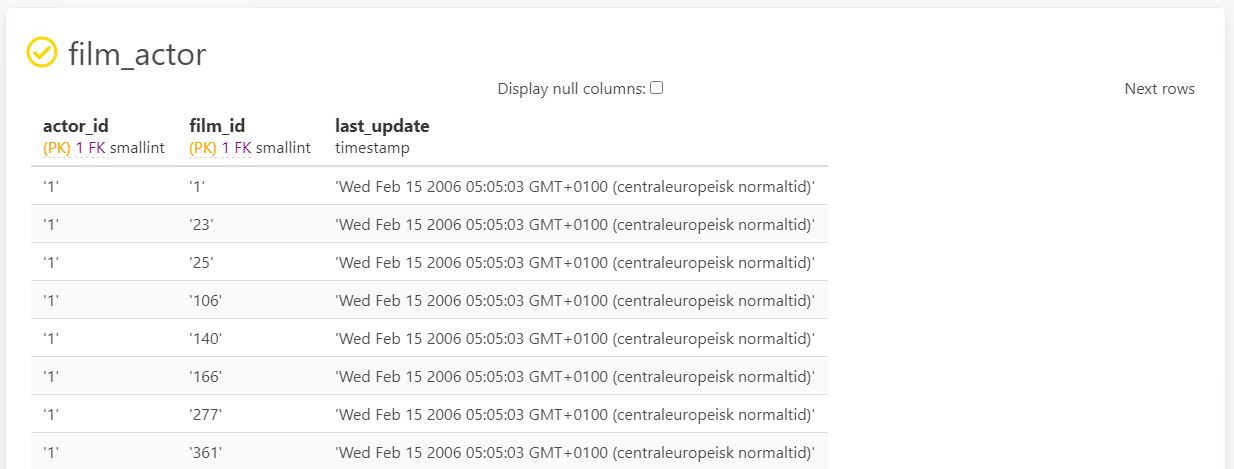 film_actor
Display null columns:
Next rows
actor_id film_id last_update
(PK) 1 FK smallint (PK) 1 FK smallint timestamp
'1' '1' 'Wed Feb 15 2006 05:05:03 GMT+0100 (centraleuropeisk normaltid)'
'1' '23' 'Wed Feb 15 2006 05:05:03 GMT+0100 (centraleuropeisk normaltid)'
'1' '25' 'Wed Feb 15 2006 05:05:03 GMT+0100 (centraleuropeisk normaltid)'
'1' '106' 'Wed Feb 15 2006 05:05:03 GMT+0100 (centraleuropeisk normaltid)'
'1' '140' 'Wed Feb 15 2006 05:05:03 GMT+0100 (centraleuropeisk normaltid)'
'1' '166' 'Wed Feb 15 2006 05:05:03 GMT+0100 (centraleuropeisk normaltid)'
'1' '277' 'Wed Feb 15 2006 05:05:03 GMT+0100 (centraleuropeisk normaltid)'
'1' '361' 'Wed Feb 15 2006 05:05:03 GMT+0100 (centraleuropeisk normaltid)'